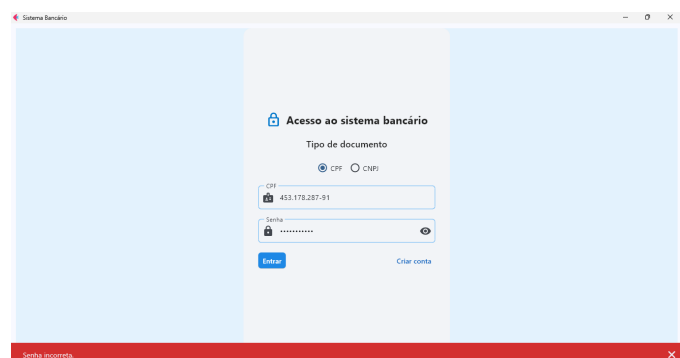 Sistema Bancário
Acesso ao sistema bancário
Tipo de documento
CPF CNPJ
CPF
453.178.287-91
Senha
•••••••••••
Entrar Criar conta
Senha incorreta.